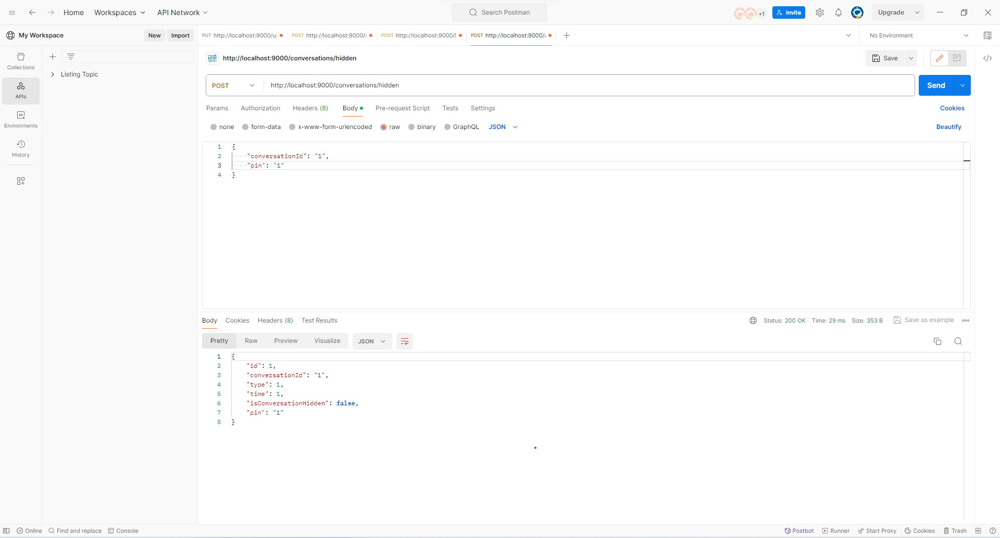 Home Workspaces API Network Search Postman +1 Invite Upgrade
My Workspace New Import PUT http://localhost:9000/u POST http://localhost:9000/ POST http://localhost:9000/l POST http://localhost:9000/ No Environment
Collections
APIs
Environments
History
Listing Topic
HTTP http://localhost:9000/conversations/hidden Save
POST http://localhost:9000/conversations/hidden Send
Params Authorization Headers (8) Body Pre-request Script Tests Settings Cookies
none form-data x-www-form-urlencoded raw binary GraphQL JSON Beautify
1 {
2 "conversationId": "1",
3 "pin": "1"
4 }
Body Cookies Headers (8) Test Results Status: 200 OK Time: 29 ms Size: 353 B Save as example
Pretty Raw Preview Visualize JSON
1 {
2 "id": 1,
3 "conversationId": "1",
4 "type": 1,
5 "time": 1,
6 "isConversationHidden": false,
7 "pin": "1"
8 }
Online Find and replace Console Postbot Runner Start Proxy Cookies Trash